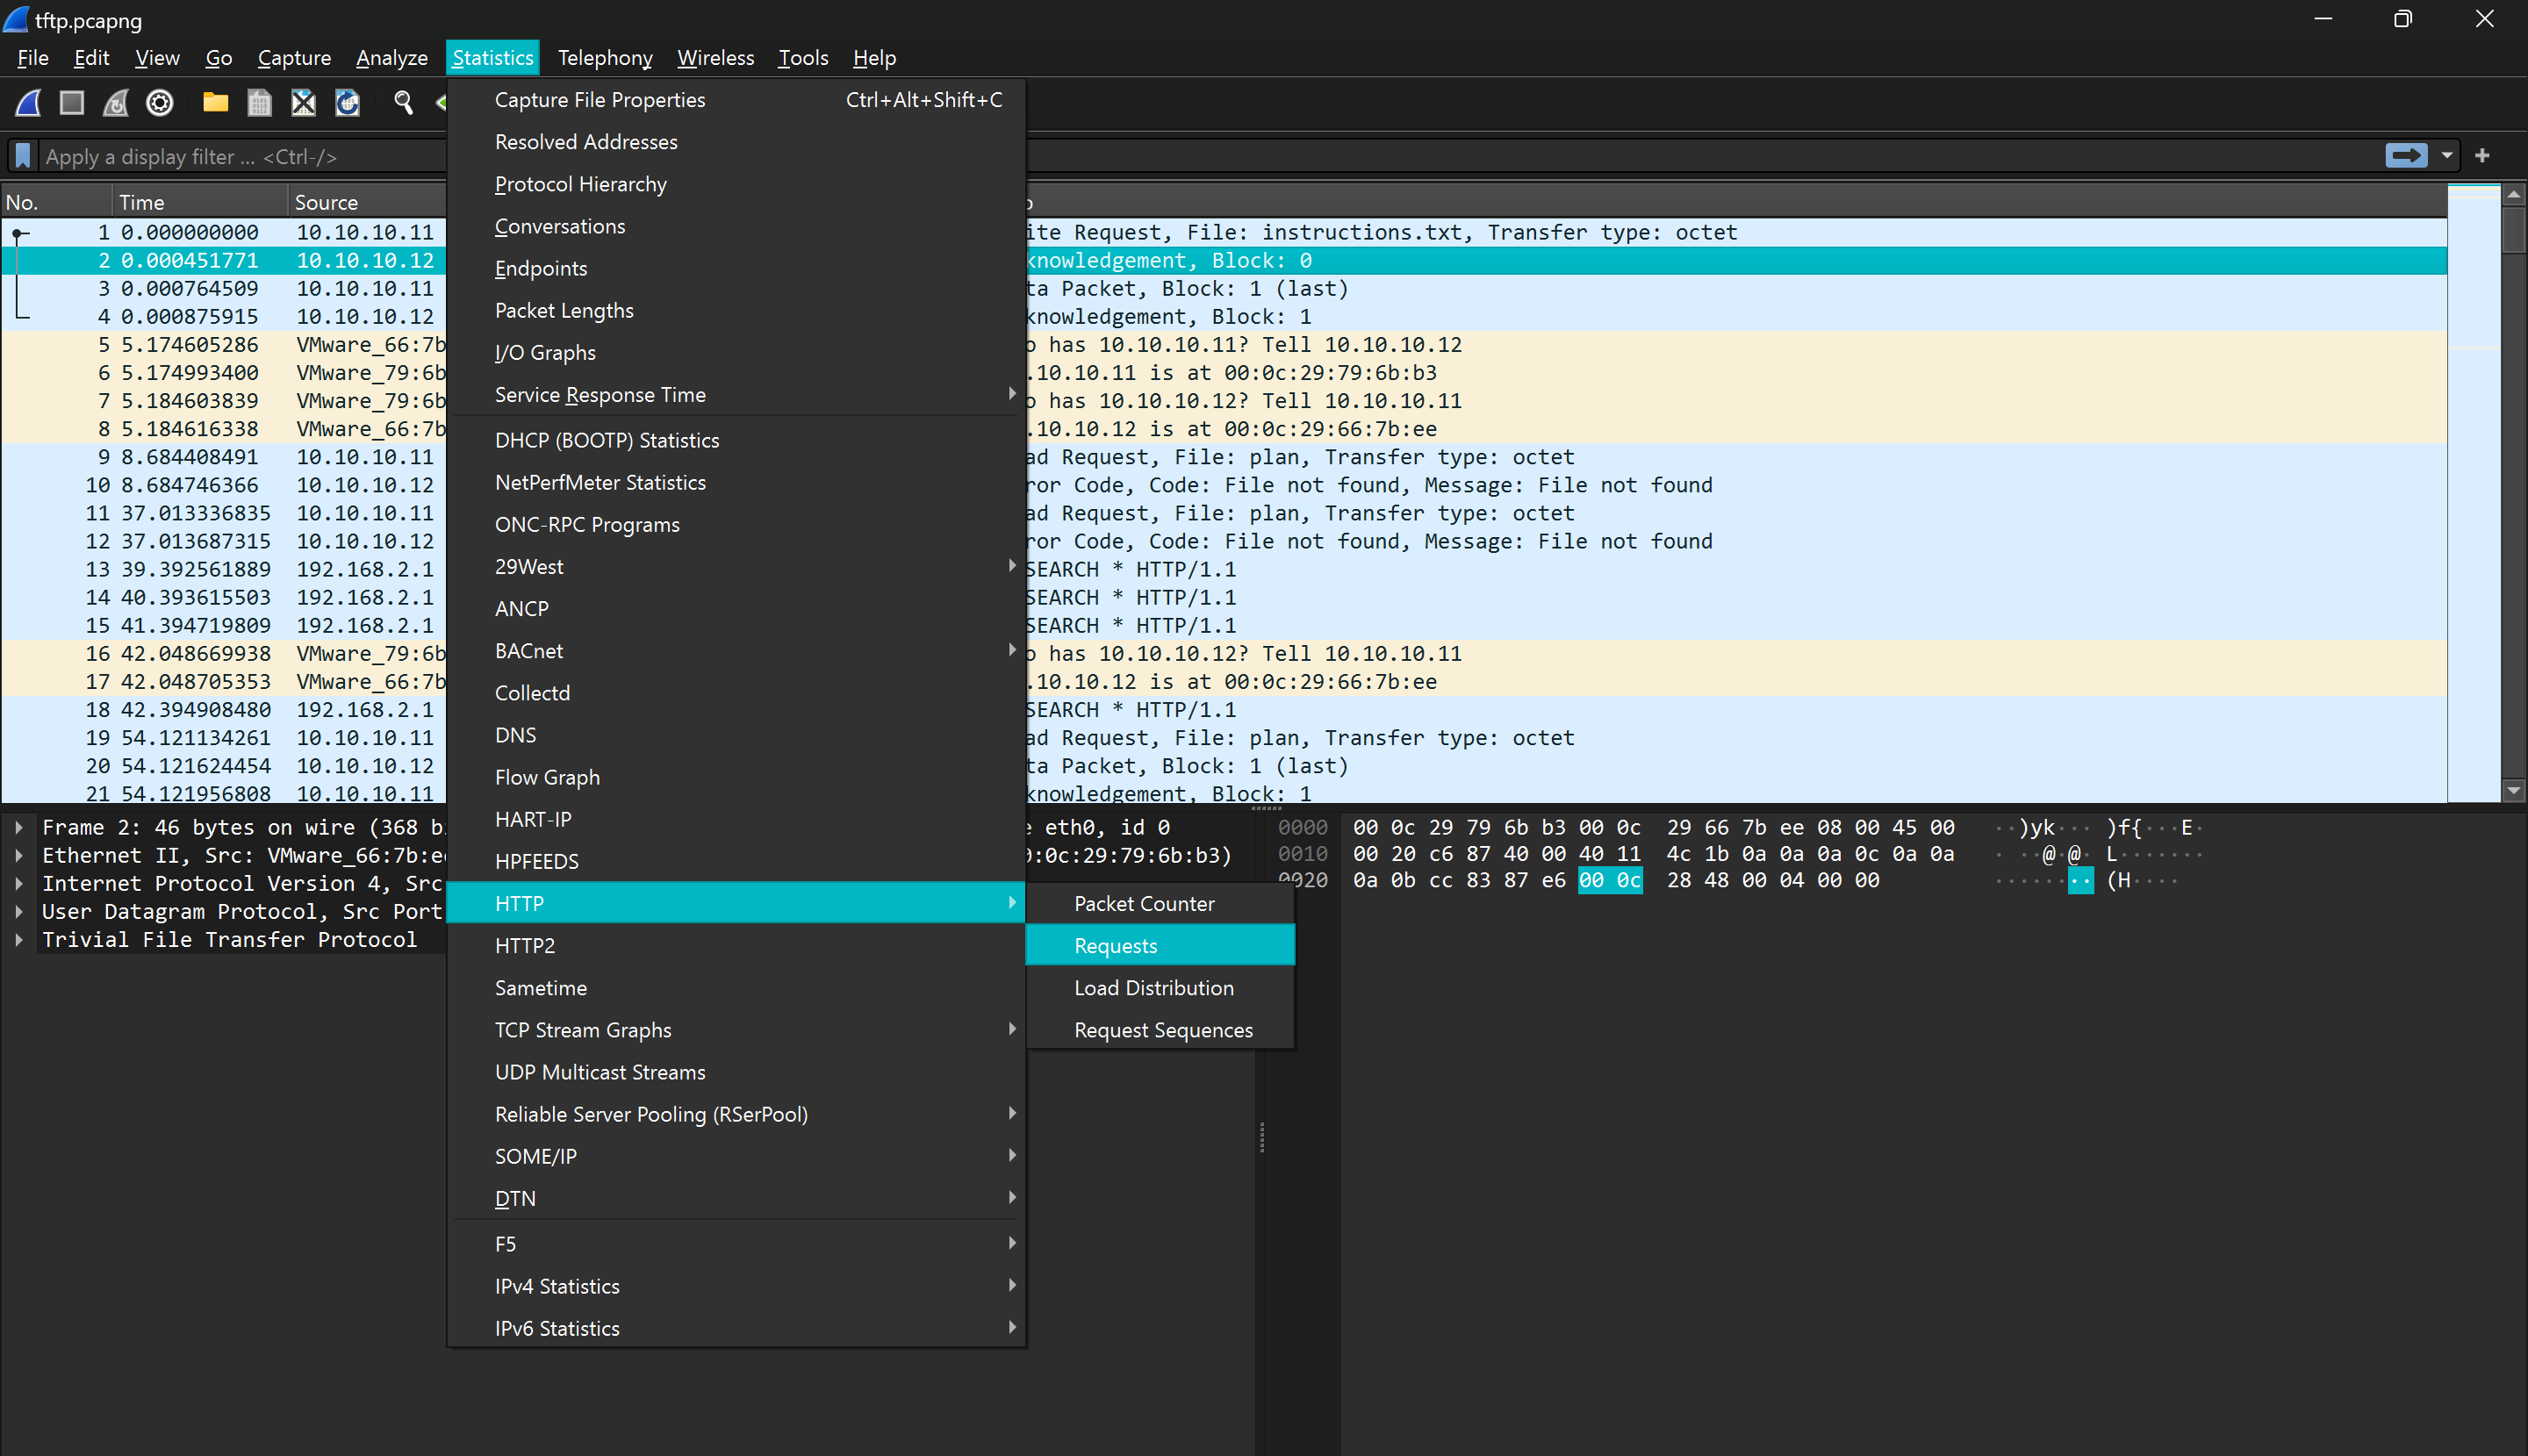 tftp.pcapng
File Edit View Go Capture Analyze Statistics Telephony Wireless Tools Help
Apply a display filter ... <Ctrl-/>
No. Time Source
1 0.000000000 10.10.10.11 ite Request, File: instructions.txt, Transfer type: octet
2 0.000451771 10.10.10.12 knowledgement, Block: 0
3 0.000764509 10.10.10.11 ta Packet, Block: 1 (last)
4 0.000875915 10.10.10.12 knowledgement, Block: 1
5 5.174605286 VMware_66:7b o has 10.10.10.11? Tell 10.10.10.12
6 5.174993400 VMware_79:6b .10.10.11 is at 00:0c:29:79:6b:b3
7 5.184603839 VMware_79:6b o has 10.10.10.12? Tell 10.10.10.11
8 5.184616338 VMware_66:7b .10.10.12 is at 00:0c:29:66:7b:ee
9 8.684408491 10.10.10.11 ad Request, File: plan, Transfer type: octet
10 8.684746366 10.10.10.12 ror Code, Code: File not found, Message: File not found
11 37.013336835 10.10.10.11 ad Request, File: plan, Transfer type: octet
12 37.013687315 10.10.10.12 ror Code, Code: File not found, Message: File not found
13 39.392561889 192.168.2.1 SEARCH * HTTP/1.1
14 40.393615503 192.168.2.1 SEARCH * HTTP/1.1
15 41.394719809 192.168.2.1 SEARCH * HTTP/1.1
16 42.048669938 VMware_79:6b o has 10.10.10.12? Tell 10.10.10.11
17 42.048705353 VMware_66:7b .10.10.12 is at 00:0c:29:66:7b:ee
18 42.394908480 192.168.2.1 SEARCH * HTTP/1.1
19 54.121134261 10.10.10.11 ad Request, File: plan, Transfer type: octet
20 54.121624454 10.10.10.12 ta Packet, Block: 1 (last)
21 54.121956808 10.10.10.11 knowledgement, Block: 1
Capture File Properties Ctrl+Alt+Shift+C
Resolved Addresses
Protocol Hierarchy
Conversations
Endpoints
Packet Lengths
I/O Graphs
Service Response Time
DHCP (BOOTP) Statistics
NetPerfMeter Statistics
ONC-RPC Programs
29West
ANCP
BACnet
Collectd
DNS
Flow Graph
HART-IP
HPFEEDS
HTTP
HTTP2
Sametime
TCP Stream Graphs
UDP Multicast Streams
Reliable Server Pooling (RSerPool)
SOME/IP
DTN
F5
IPv4 Statistics
IPv6 Statistics
Packet Counter
Requests
Load Distribution
Request Sequences
Frame 2: 46 bytes on wire (368 b e eth0, id 0
Ethernet II, Src: VMware_66:7b:e :0c:29:79:6b:b3)
Internet Protocol Version 4, Src
User Datagram Protocol, Src Port
Trivial File Transfer Protocol
0000 00 0c 29 79 6b b3 00 0c 29 66 7b ee 08 00 45 00 ··)yk··· )f{···E·
0010 00 20 c6 87 40 00 40 11 4c 1b 0a 0a 0a 0c 0a 0a · ··@·@· L·······
0020 0a 0b cc 83 87 e6 00 0c 28 48 00 04 00 00 ········ (H····